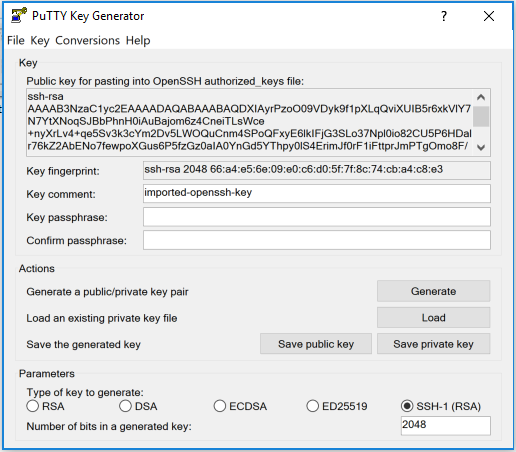 PuTTY Key Generator
File Key Conversions Help
Key
Public key for pasting into OpenSSH authorized_keys file:
ssh-rsa
AAAAB3NzaC1yc2EAAAADAQABAAABAQDXIAyrPzoO09VDyk9f1pXLqQviXUIB5r6xkVlY7
N7YtXNoqSJBbPhnH0iAuBajom6z4CneiTLsWce
+nyXrLv4+qe5Sv3k3cYm2Dv5LWOQuCnm4SPoQFxyE6lkIFjG3SLo37NpI0io82CU5P6HDaI
r76kZ2AbENo7fewpoXGus6P5fzGz0aIA0YnGd5YThpy0lS4ErimJf0rF1iFttprJmPTgOmo8F/
Key fingerprint:
ssh-rsa 2048 66:a4:e5:6e:09:e0:c6:d0:5f:7f:8c:74:cb:a4:c8:e3
Key comment:
imported-openssh-key
Key passphrase:
Confirm passphrase:
Actions
Generate a public/private key pair
Generate
Load an existing private key file
Load
Save the generated key
Save public key
Save private key
Parameters
Type of key to generate:
RSA DSA ECDSA ED25519 SSH-1 (RSA)
Number of bits in a generated key:
2048